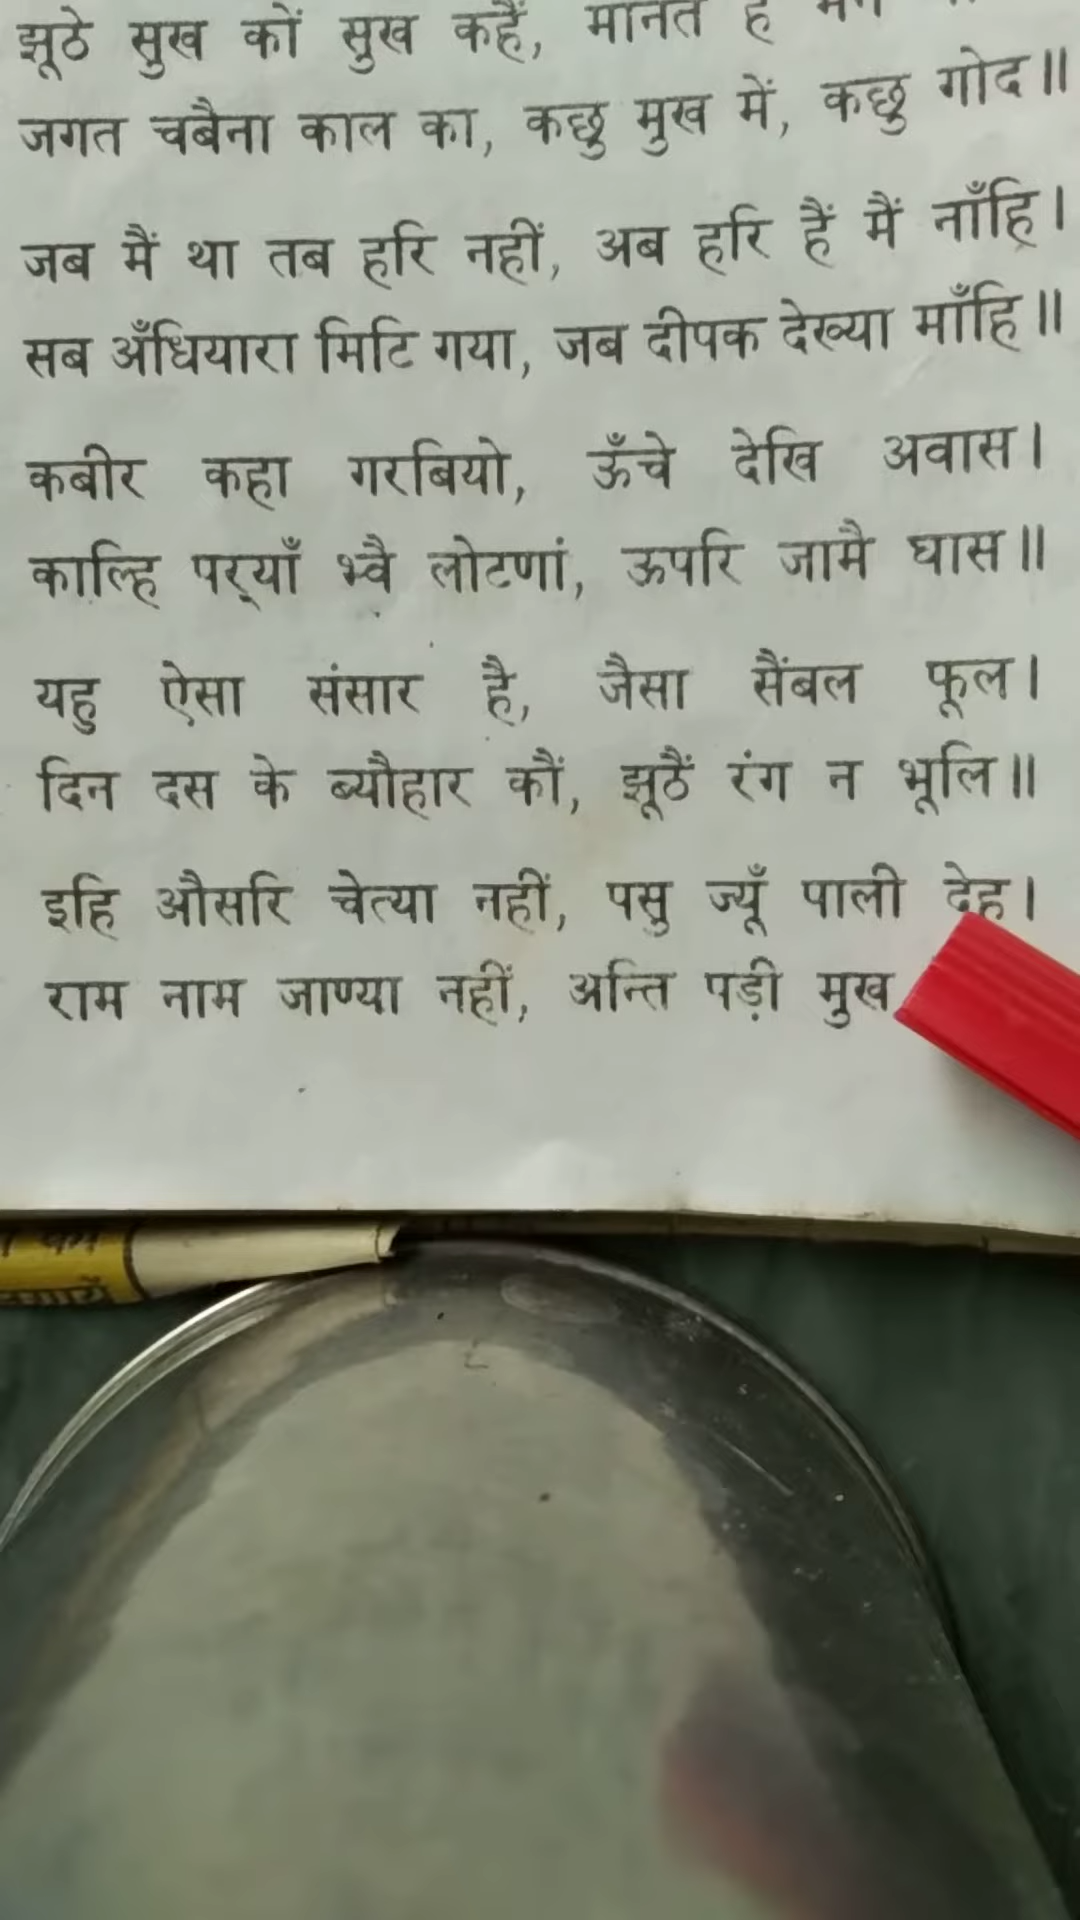 झूठे सुख कों सुख कहैं, मानत है
जगत चबैना काल का, कछु मुख में, कछु गोद॥
जब मैं था तब हरि नहीं, अब हरि हैं मैं नाँहि।
सब अँधियारा मिटि गया, जब दीपक देख्या माँहि॥
कबीर कहा गरबियो, ऊँचे देखि अवास।
काल्हि पर्‌याँ भ्वै लोटणां, ऊपरि जामै घास॥
यहु ऐसा संसार है, जैसा सैंबल फूल।
दिन दस के ब्यौहार कौं, झूठैं रंग न भूलि॥
इहि औसरि चेत्या नहीं, पसु ज्यूँ पाली देह।
राम नाम जाण्या नहीं, अन्ति पड़ी मुख